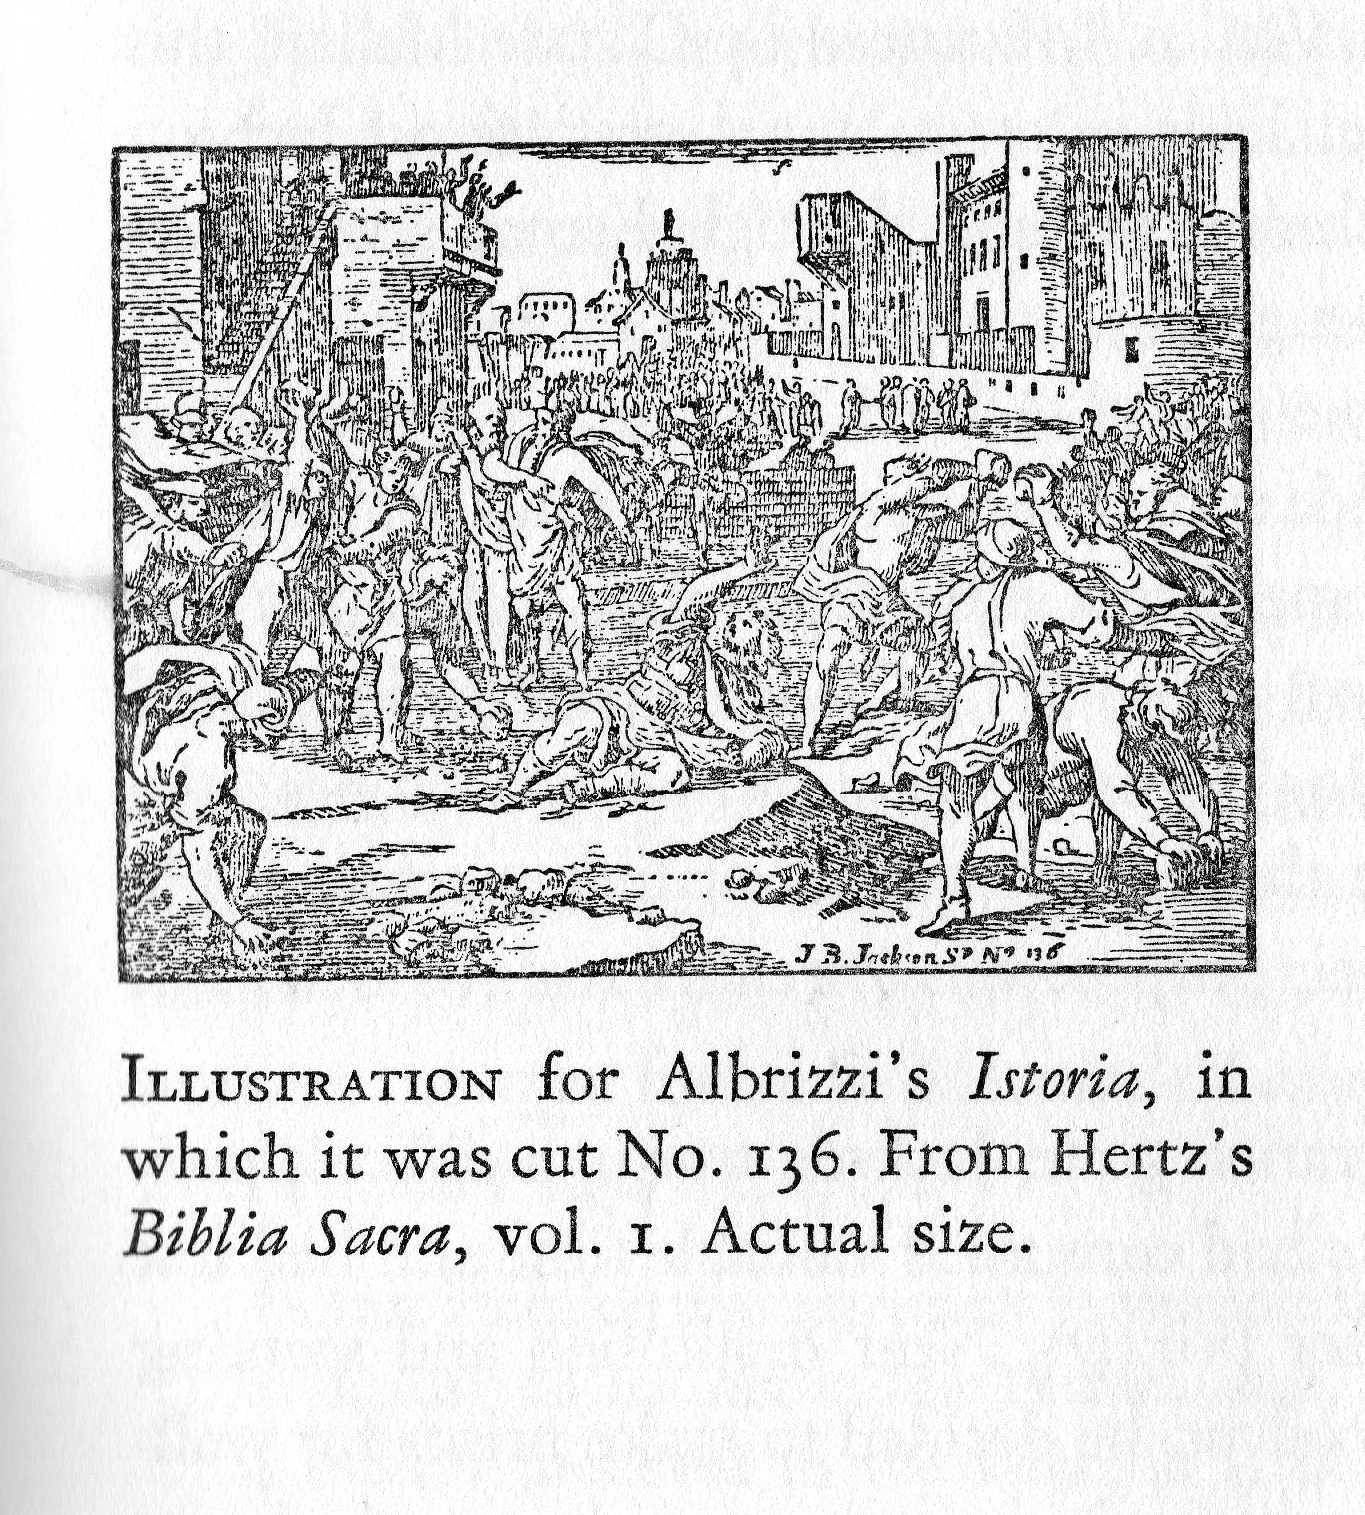 J B. Jackson Sᵖ Nº 136
ILLUSTRATION for Albrizzi's Istoria, in
which it was cut No. 136. From Hertz's
Biblia Sacra, vol. 1. Actual size.